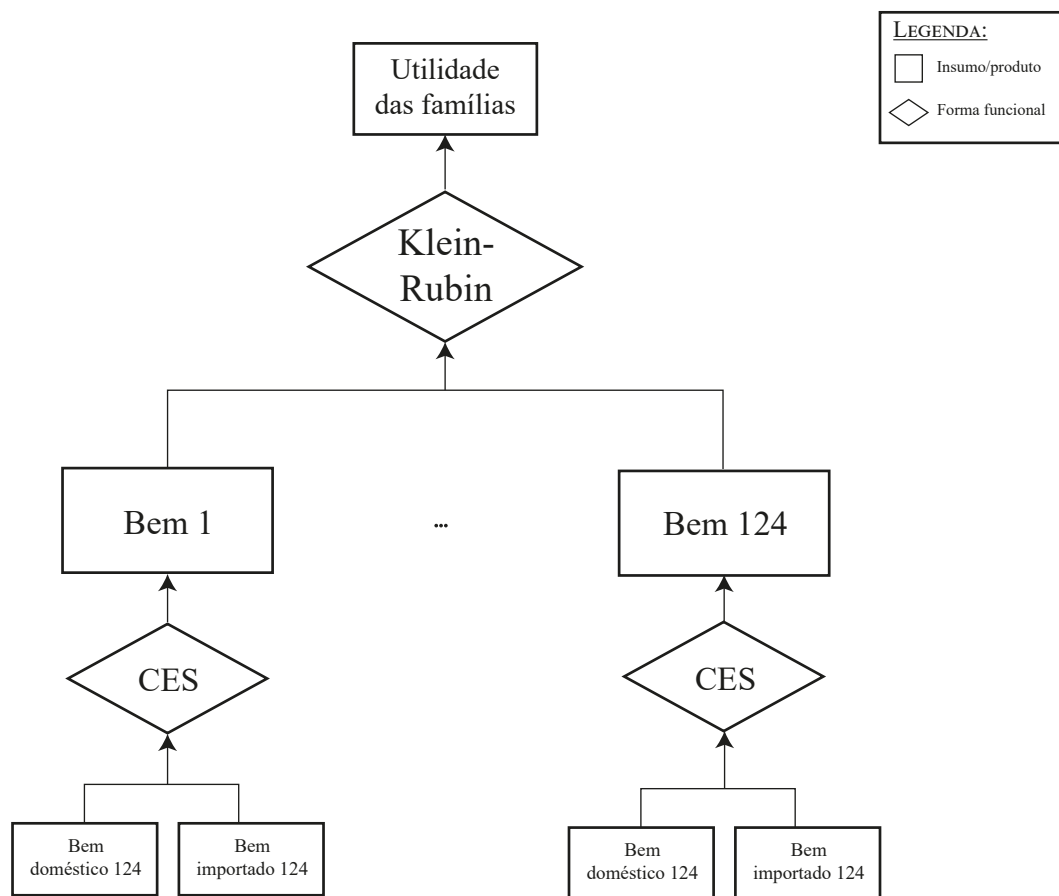 LEGENDA:
Insumo/produto
Forma funcional
Utilidade
das famílias
Klein-
Rubin
Bem 1
...
Bem 124
CES
CES
Bem
doméstico 124
Bem
importado 124
Bem
doméstico 124
Bem
importado 124